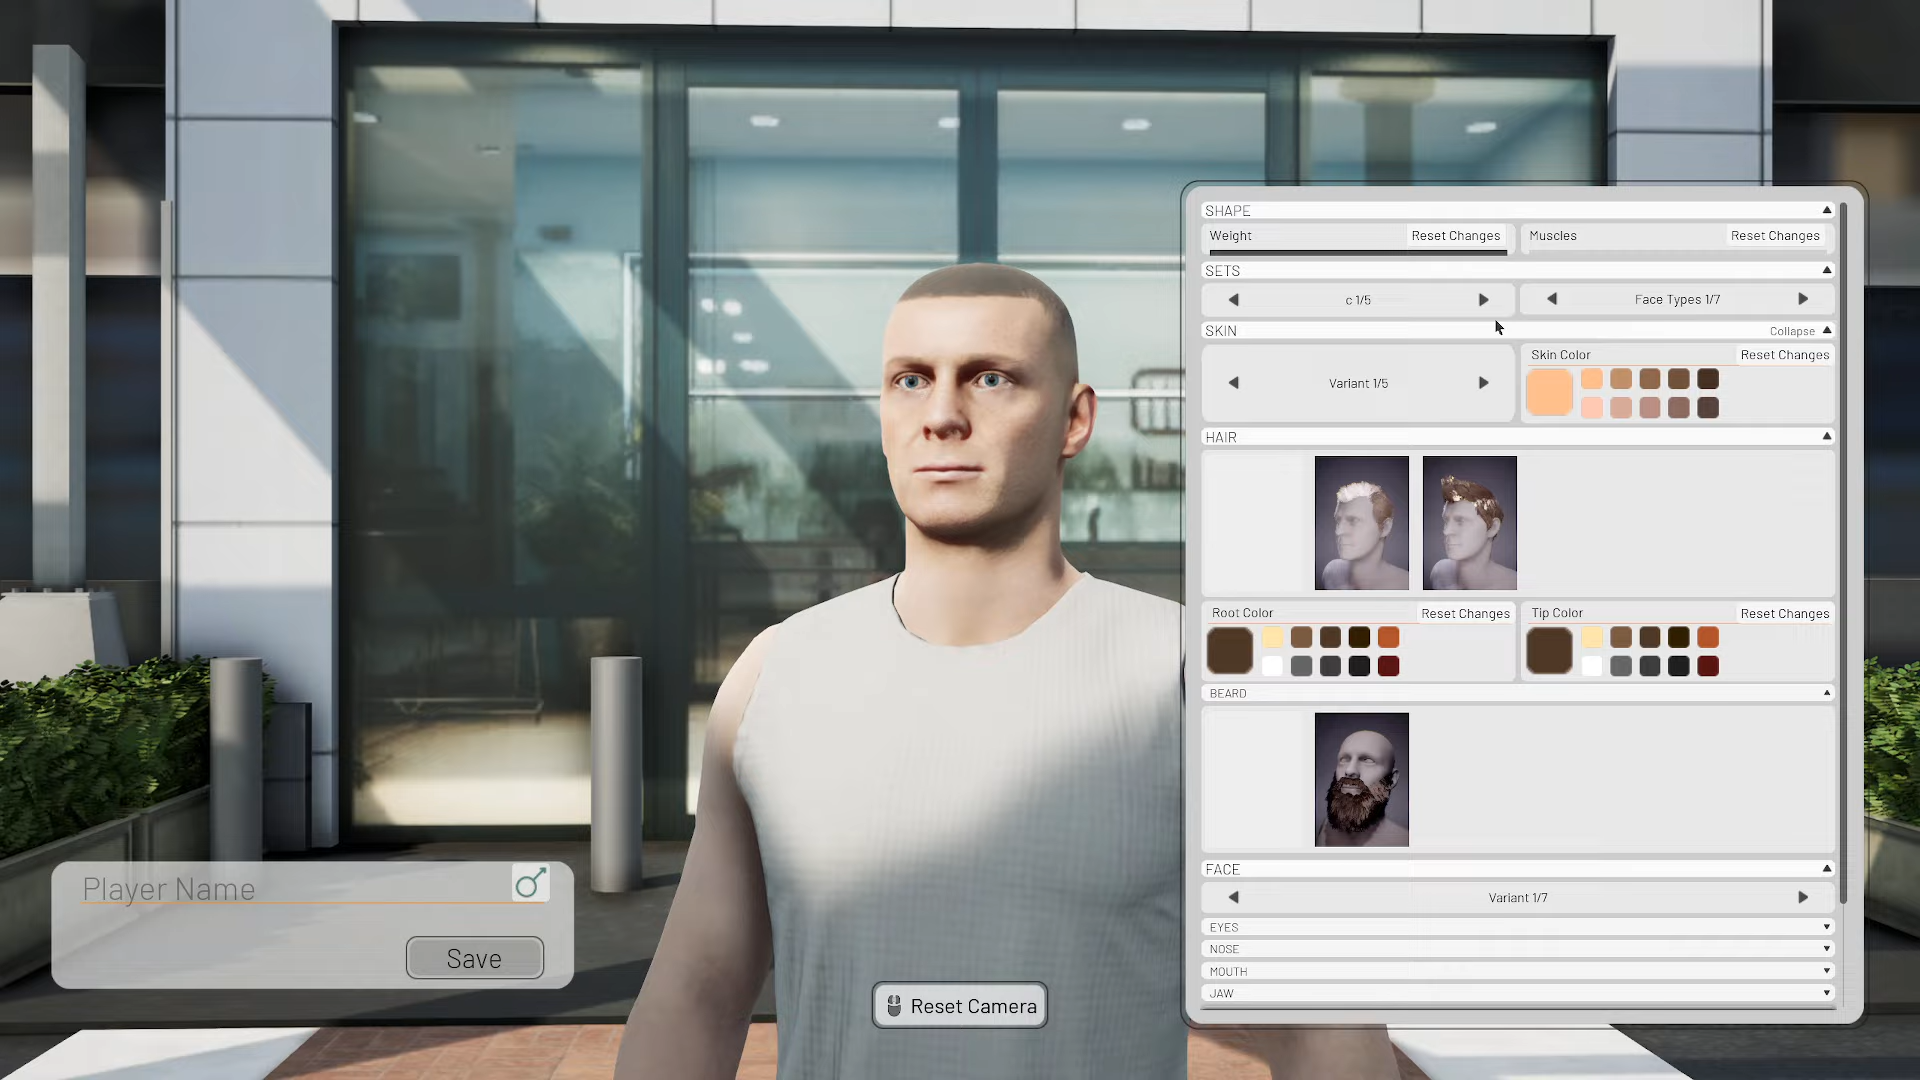 SHAPE
Weight Reset Changes Muscles Reset Changes
SETS
c 1/5 Face Types 1/7
SKIN Collapse
Variant 1/5
Skin Color Reset Changes
HAIR
Root Color Reset Changes Tip Color Reset Changes
BEARD
FACE
Variant 1/7
EYES
NOSE
MOUTH
JAW
Player Name
Save
Reset Camera